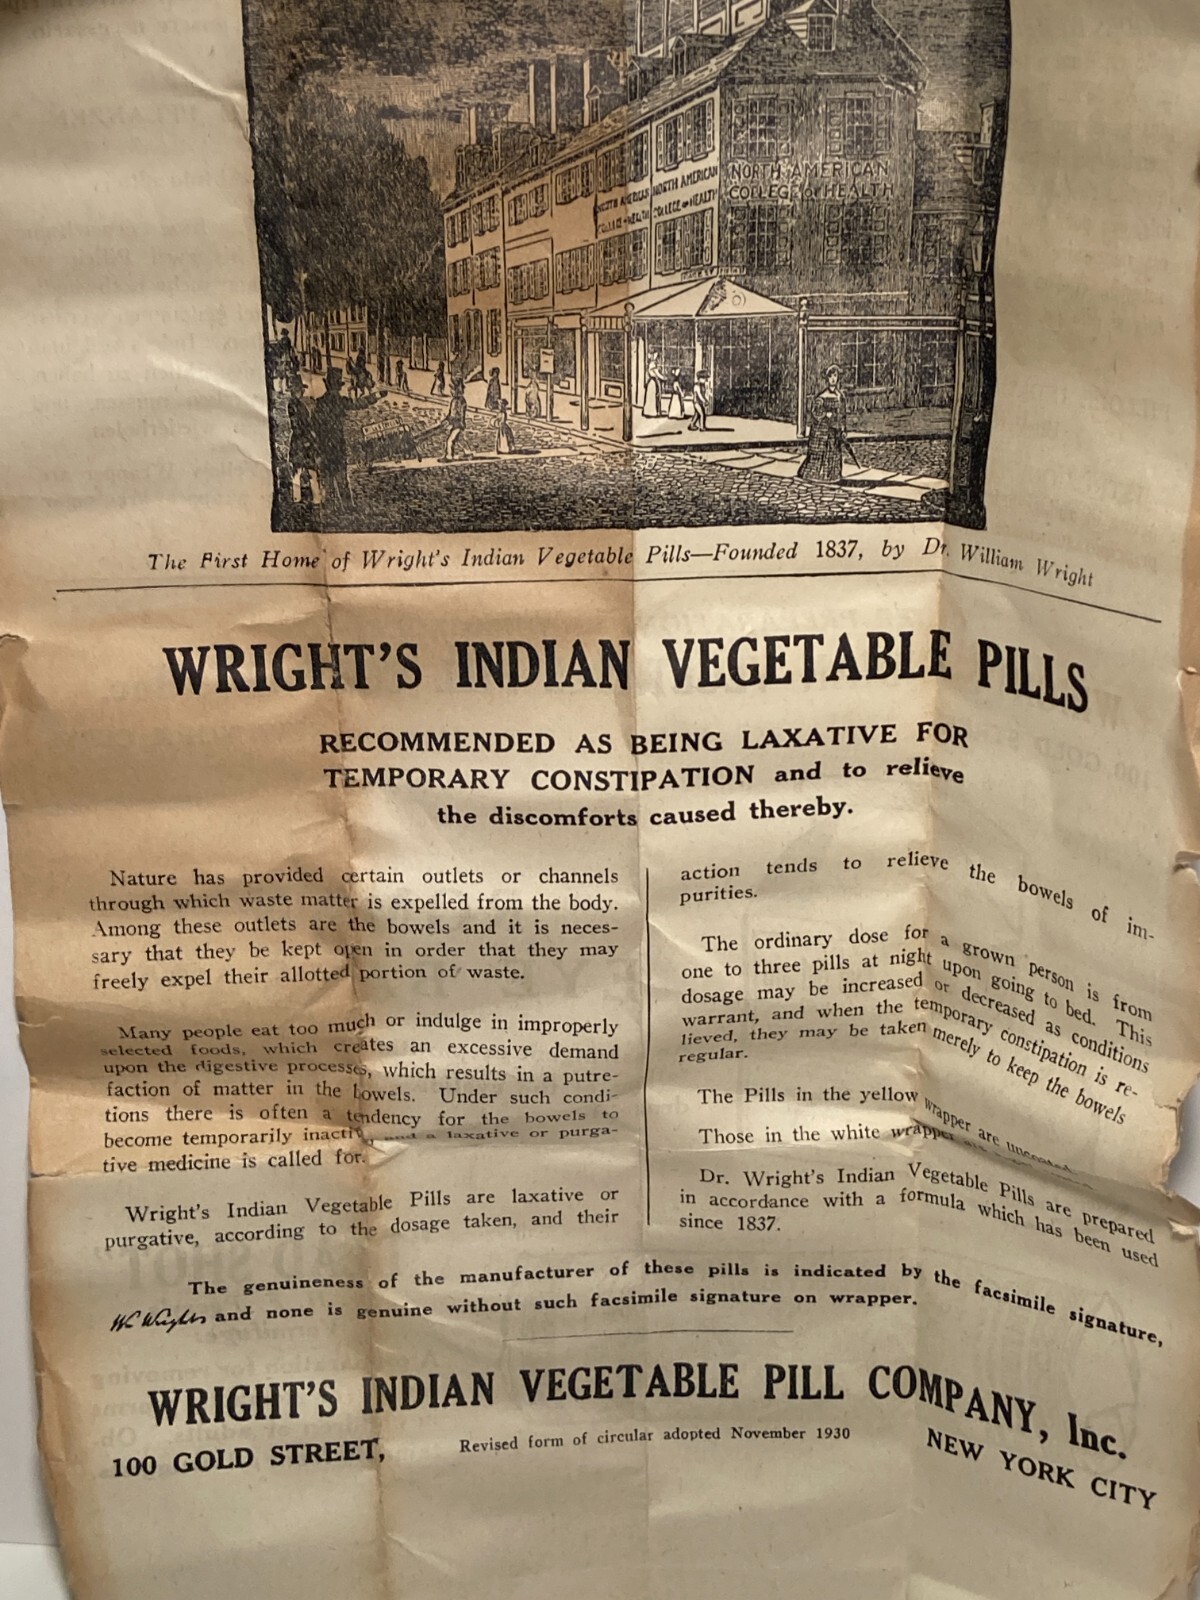 NORTH AMERICAN
COLLEGE OF HEALTH
NORTH AMERICAN
COLLEGE OF HEALTH
NORTH AMERICAN
COLLEGE OF HEALTH
The First Home of Wright's Indian Vegetable Pills—Founded 1837, by Dr. William Wright
WRIGHT'S INDIAN VEGETABLE PILLS
RECOMMENDED AS BEING LAXATIVE FOR
TEMPORARY CONSTIPATION and to relieve
the discomforts caused thereby.
Nature has provided certain outlets or channels
through which waste matter is expelled from the body.
Among these outlets are the bowels and it is neces-
sary that they be kept open in order that they may
freely expel their allotted portion of waste.
Many people eat too much or indulge in improperly
selected foods, which creates an excessive demand
upon the digestive processes, which results in a putre-
faction of matter in the bowels. Under such condi-
tions there is often a tendency for the bowels to
become temporarily inactive, and a laxative or purga-
tive medicine is called for.
Wright's Indian Vegetable Pills are laxative or
purgative, according to the dosage taken, and their
action tends to relieve the bowels of im-
purities.
The ordinary dose for a grown person is from
one to three pills at night upon going to bed. This
dosage may be increased or decreased as conditions
warrant, and when the temporary constipation is re-
lieved, they may be taken merely to keep the bowels
regular.
The Pills in the yellow wrapper are uncoated.
Those in the white wrapper
Dr. Wright's Indian Vegetable Pills are prepared
in accordance with a formula which has been used
since 1837.
The genuineness of the manufacturer of these pills is indicated by the facsimile signature,
Wm Wright and none is genuine without such facsimile signature on wrapper.
WRIGHT'S INDIAN VEGETABLE PILL COMPANY, Inc.
100 GOLD STREET, Revised form of circular adopted November 1930 NEW YORK CITY